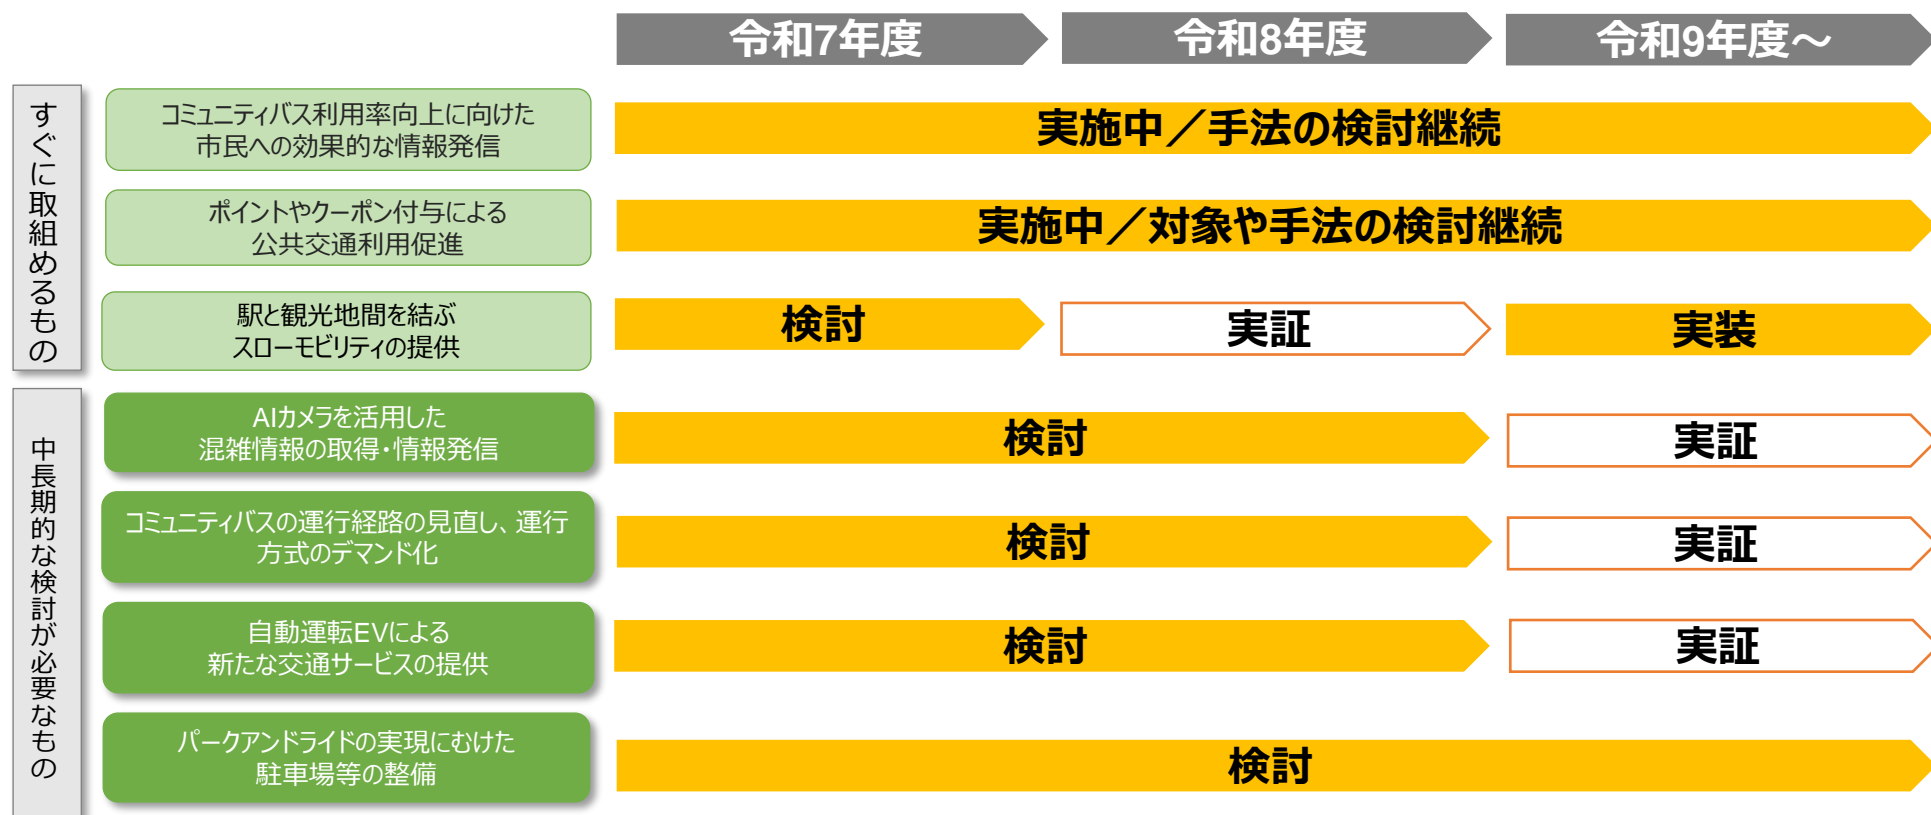 令和7年度
令和8年度
令和9年度～
すぐに取組めるもの
コミュニティバス利用率向上に向けた
市民への効果的な情報発信
実施中／手法の検討継続
ポイントやクーポン付与による
公共交通利用促進
実施中／対象や手法の検討継続
駅と観光地間を結ぶ
スローモビリティの提供
検討
実証
実装
中長期的な検討が必要なもの
AIカメラを活用した
混雑情報の取得・情報発信
検討
実証
コミュニティバスの運行経路の見直し、運行
方式のデマンド化
検討
実証
自動運転EVによる
新たな交通サービスの提供
検討
実証
パークアンドライドの実現にむけた
駐車場等の整備
検討